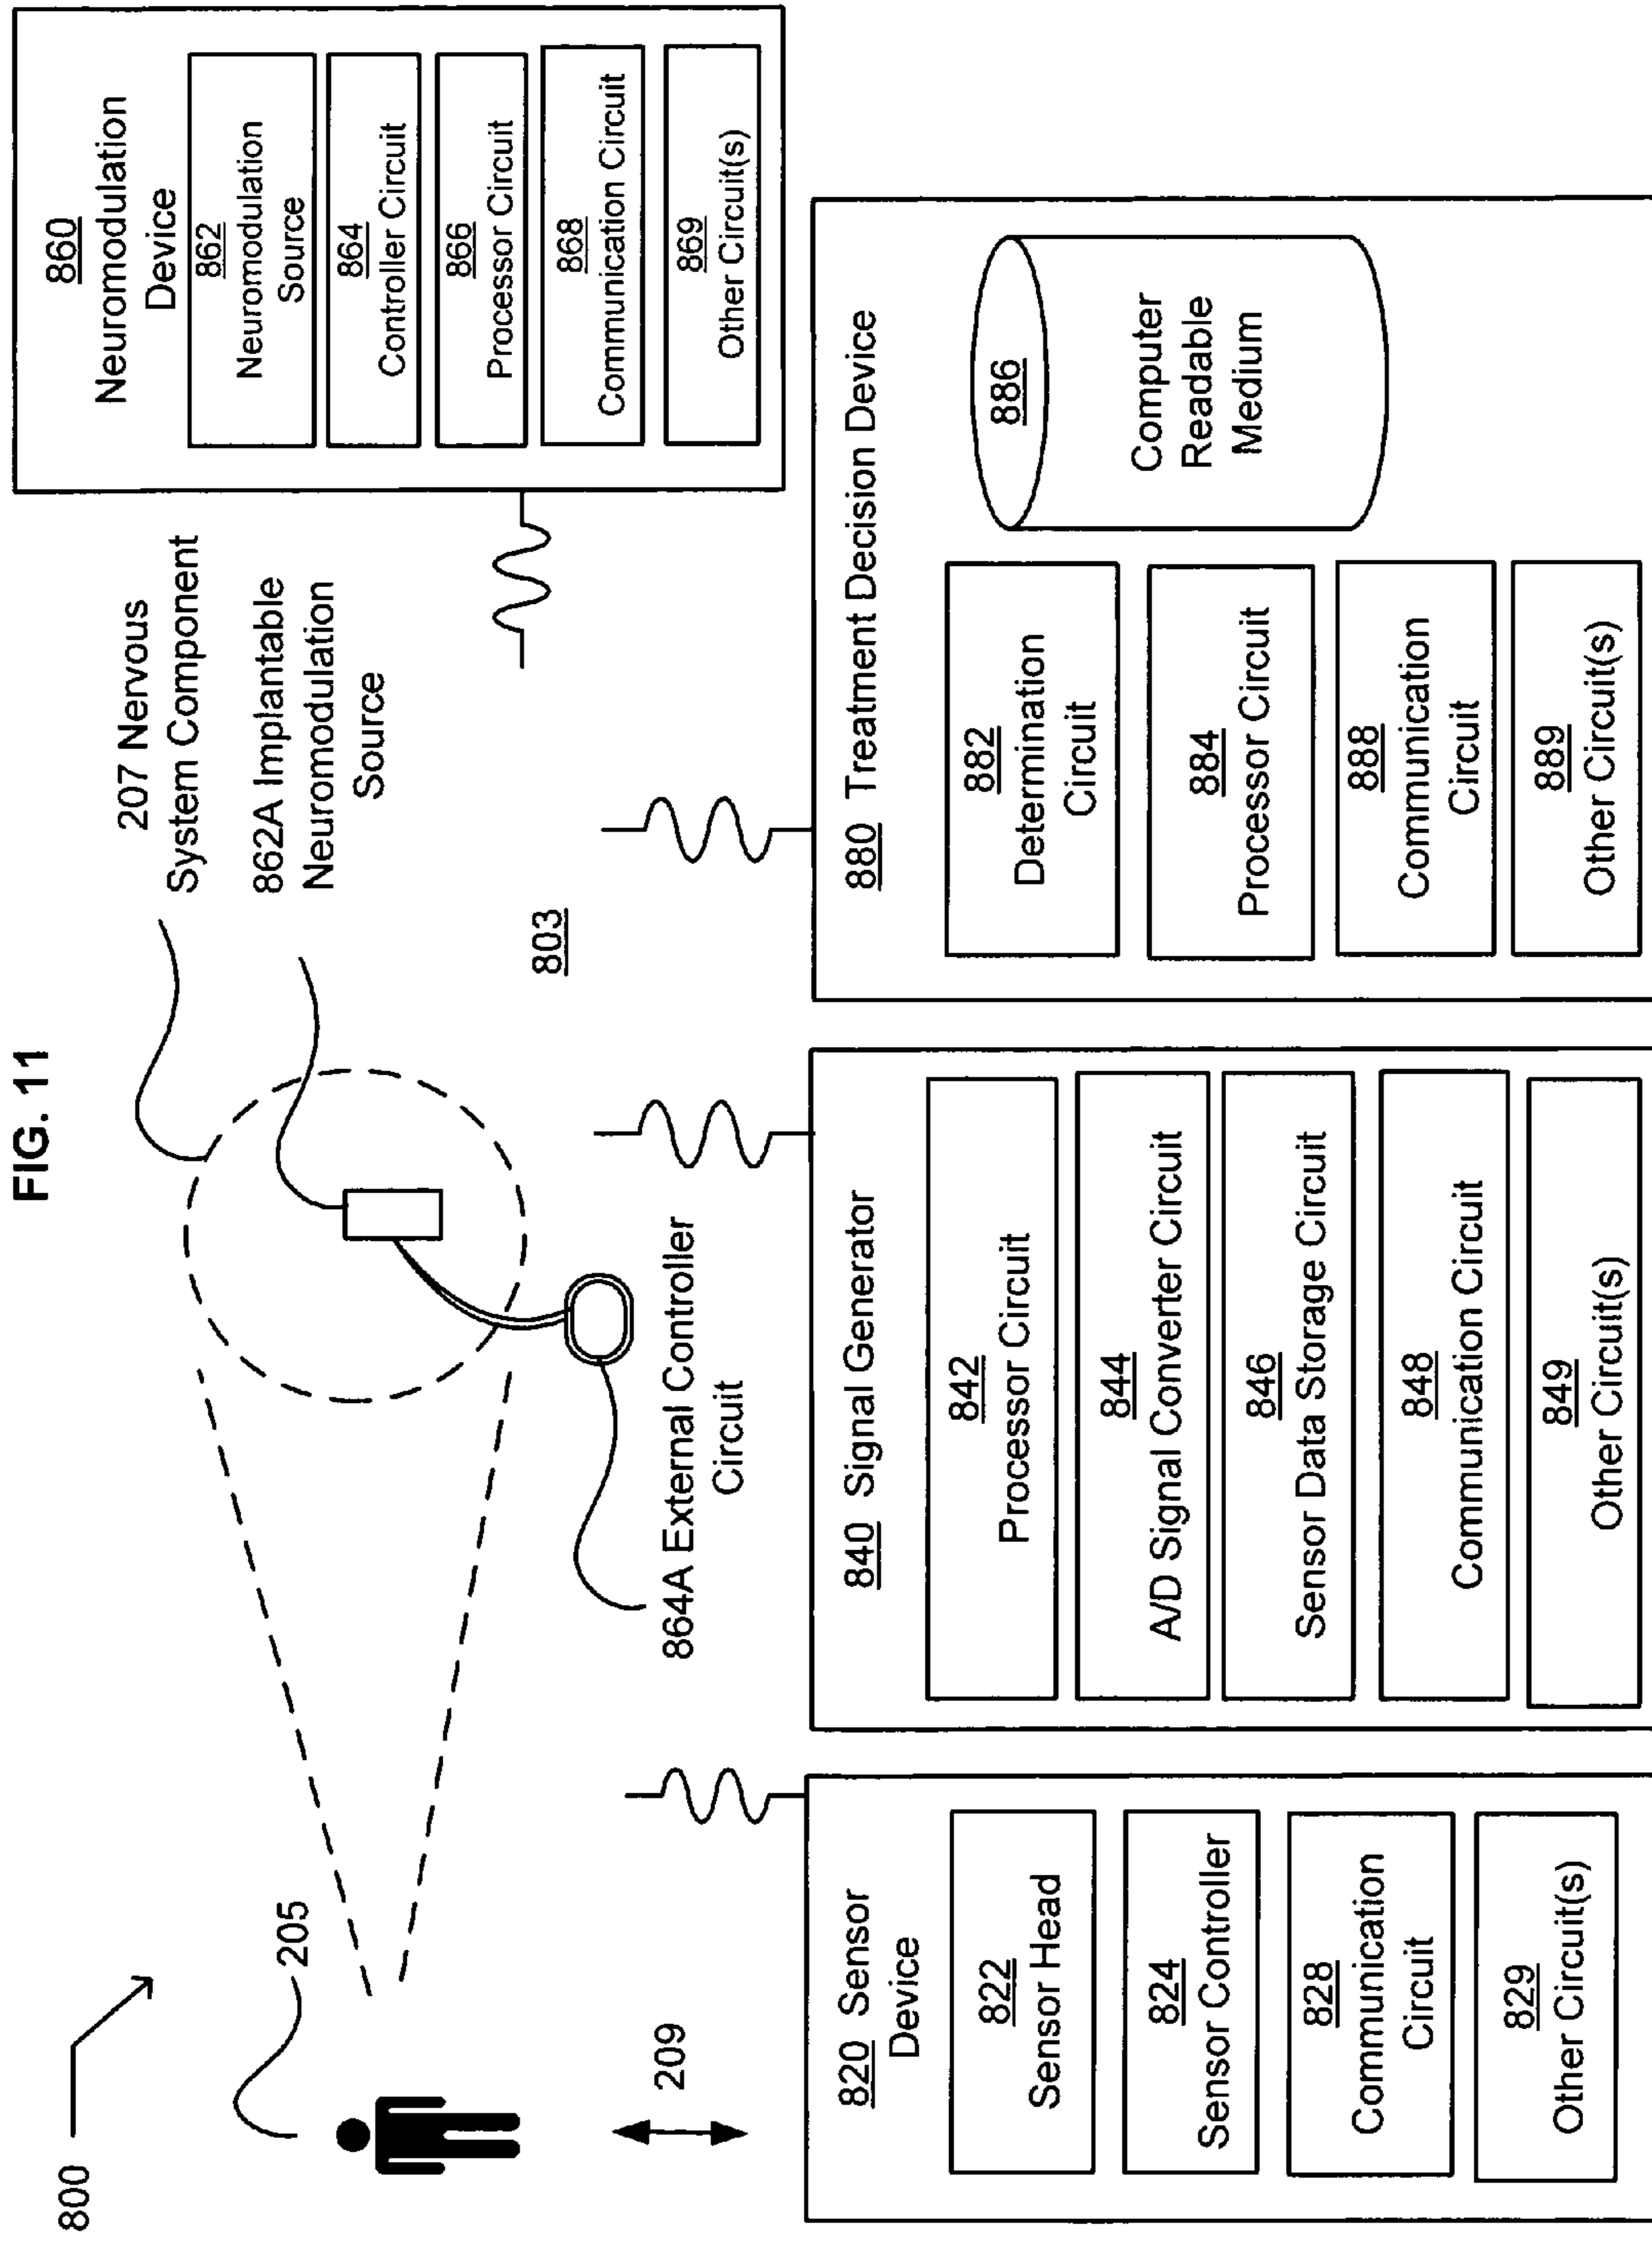 FIG. 11
800
205
209
207 Nervous
System Component
862A Implantable
Neuromodulation
Source
864A External Controller
Circuit
803
860
Neuromodulation
Device
862
Neuromodulation
Source
864
Controller Circuit
866
Processor Circuit
868
Communication Circuit
869
Other Circuit(s)
820 Sensor
Device
822
Sensor Head
824
Sensor Controller
828
Communication
Circuit
829
Other Circuit(s)
840 Signal Generator
842
Processor Circuit
844
A/D Signal Converter Circuit
846
Sensor Data Storage Circuit
848
Communication Circuit
849
Other Circuit(s)
880 Treatment Decision Device
882
Determination
Circuit
884
Processor Circuit
888
Communication
Circuit
889
Other Circuit(s)
886
Computer
Readable
Medium